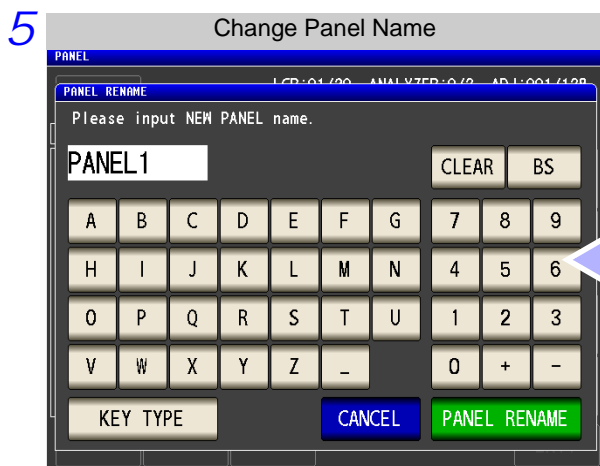 5
Change Panel Name
PANEL
PANEL RENAME
Please input NEW PANEL name.
PANEL1
CLEAR BS
A B C D E F G 7 8 9
H I J K L M N 4 5 6
O P Q R S T U 1 2 3
V W X Y Z _ 0 + -
KEY TYPE CANCEL PANEL RENAME